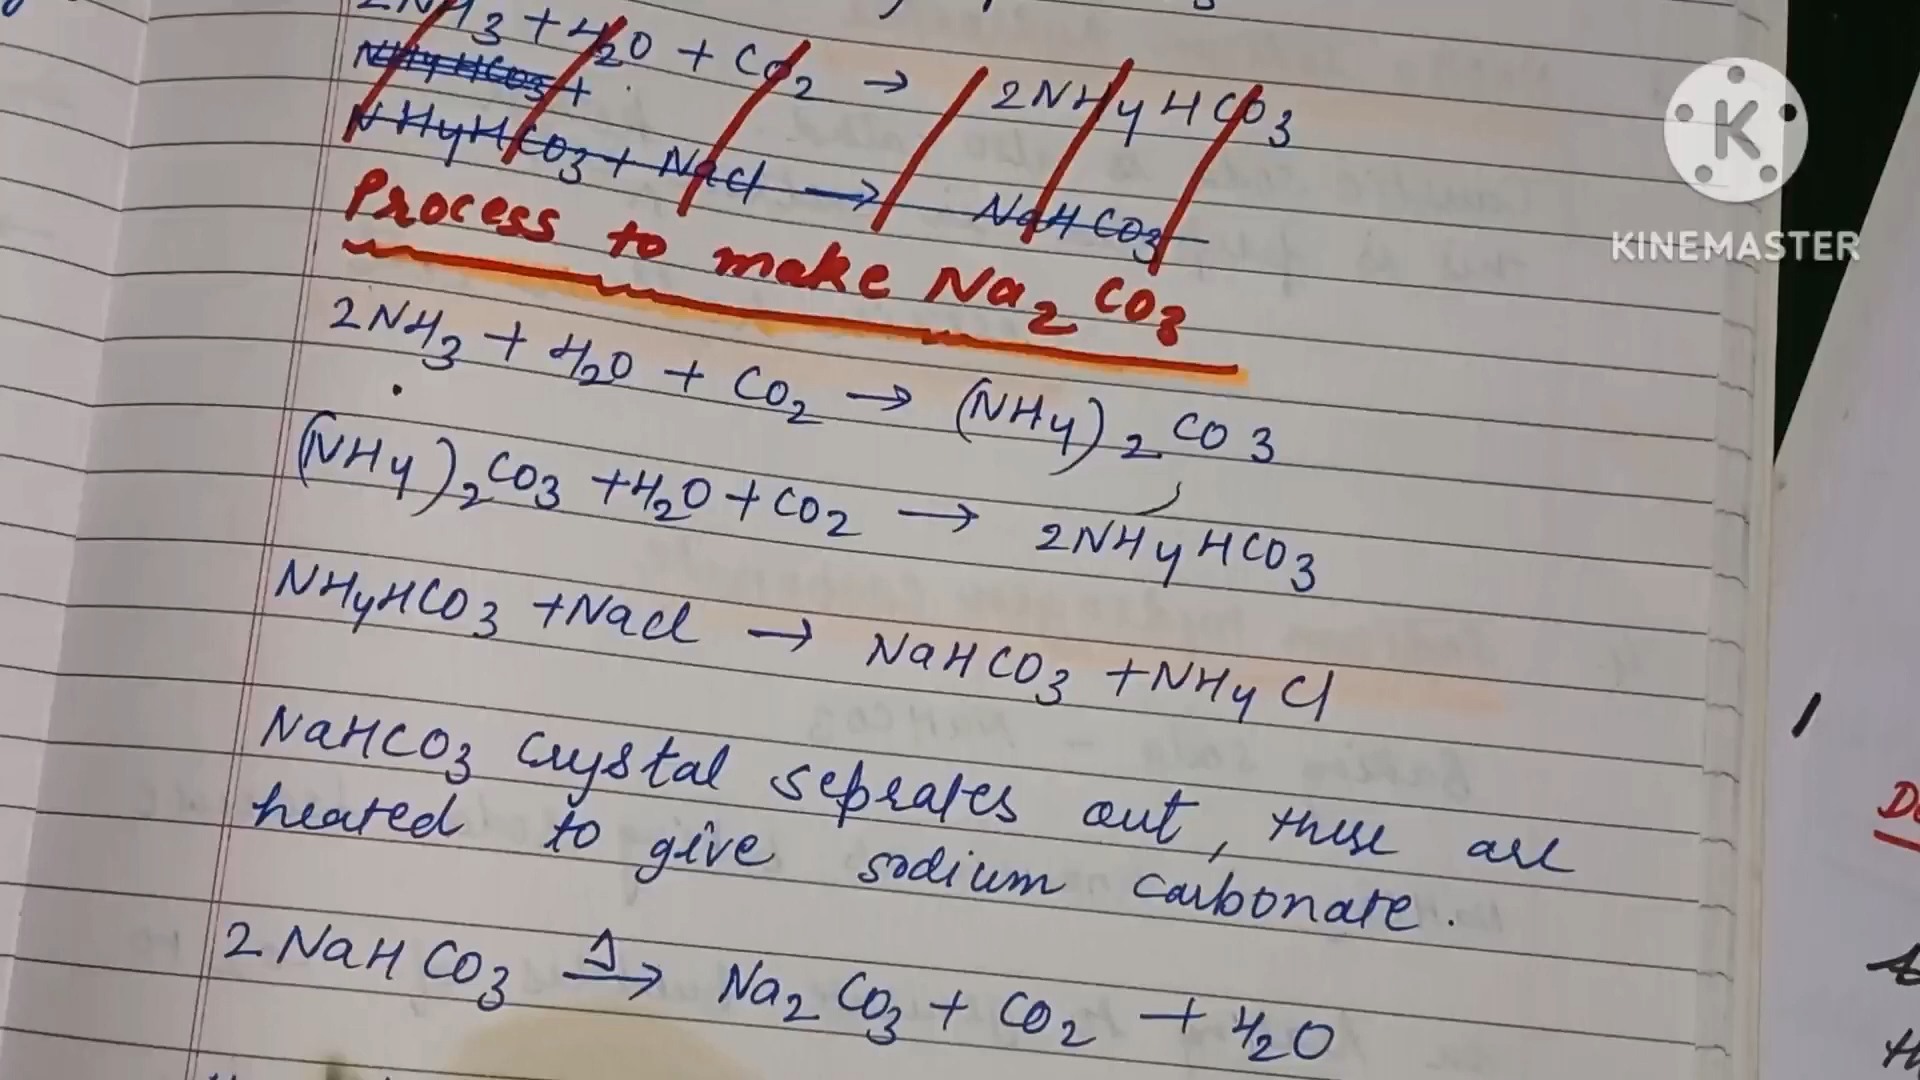 2NH3 + H2O + CO2 → 2NH4HCO3
NH4HCO3 +
NH4HCO3 + NaCl → NaHCO3
Process to make Na2CO3
2NH3 + H2O + CO2 → (NH4)2CO3
(NH4)2CO3 + H2O + CO2 → 2NH4HCO3
NH4HCO3 + NaCl → NaHCO3 + NH4Cl
NaHCO3 Crystal seprates out, these are
heated to give sodium carbonate.
2NaHCO3 Δ→ Na2CO3 + CO2 + H2O
K
KINEMASTER